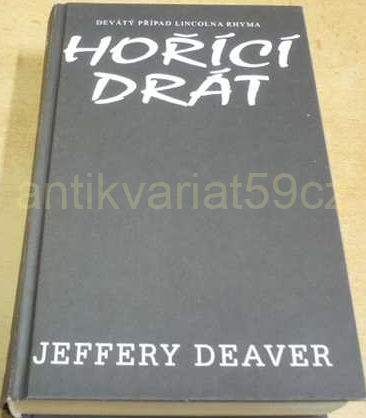 DEVÁTÝ PŘÍPAD LINCOLNA RHYMA
HOŘÍCÍ
DRÁT
antikvariat59cz
JEFFERY DEAVER